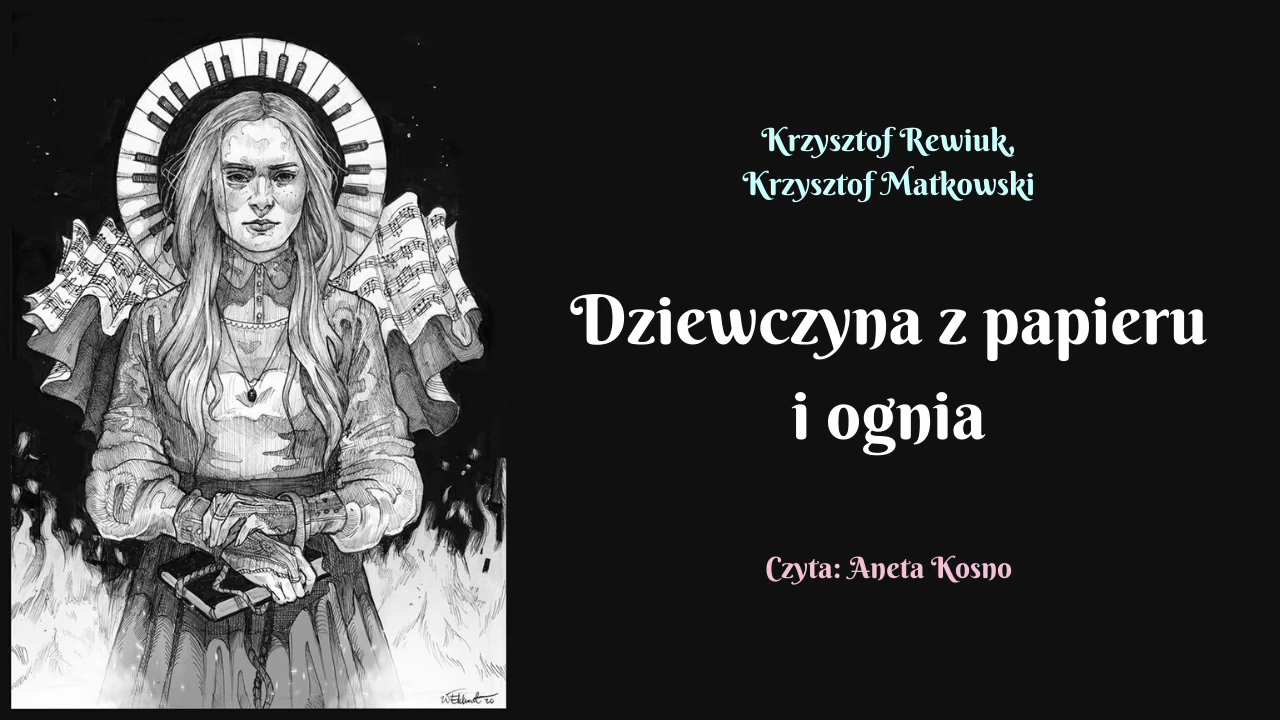 Krzysztof Rewiuk,
Krzysztof Matkowski
Dziewczyna z papieru
i ognia
Czyta: Aneta Kosno